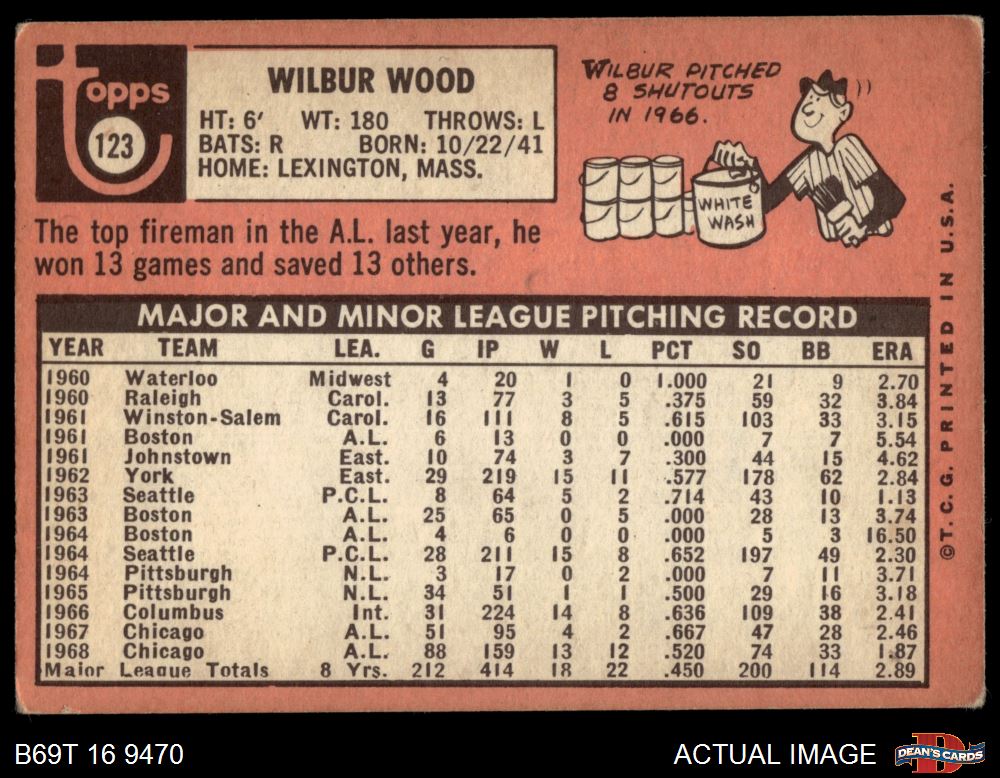 topps
123
WILBUR WOOD
HT: 6' WT: 180 THROWS: L
BATS: R BORN: 10/22/41
HOME: LEXINGTON, MASS.
WILBUR PITCHED
8 SHUTOUTS
IN 1966.
WHITE
WASH
The top fireman in the A.L. last year, he
won 13 games and saved 13 others.
MAJOR AND MINOR LEAGUE PITCHING RECORD
YEAR TEAM LEA. G IP W L PCT SO BB ERA
1960 Waterloo Midwest 4 20 1 0 1.000 21 9 2.70
1960 Raleigh Carol. 13 77 3 5 .375 59 32 3.84
1961 Winston-Salem Carol. 16 111 8 5 .615 103 33 3.15
1961 Boston A.L. 6 13 0 0 .000 7 7 5.54
1961 Johnstown East. 10 74 3 7 .300 44 15 4.62
1962 York East. 29 219 15 11 .577 178 62 2.84
1963 Seattle P.C.L. 8 64 5 2 .714 43 10 1.13
1963 Boston A.L. 25 65 0 5 .000 28 13 3.74
1964 Boston A.L. 4 6 0 0 .000 5 3 16.50
1964 Seattle P.C.L. 28 211 15 8 .652 197 49 2.30
1964 Pittsburgh N.L. 3 17 0 2 .000 7 11 3.71
1965 Pittsburgh N.L. 34 51 1 1 .500 29 16 3.18
1966 Columbus Int. 31 224 14 8 .636 109 38 2.41
1967 Chicago A.L. 51 95 4 2 .667 47 28 2.46
1968 Chicago A.L. 88 159 13 12 .520 74 33 1.87
Major League Totals 8 Yrs. 212 414 18 22 .450 200 114 2.89
©T.C.G. PRINTED IN U.S.A.
B69T 16 9470
ACTUAL IMAGE
DEAN'S CARDS